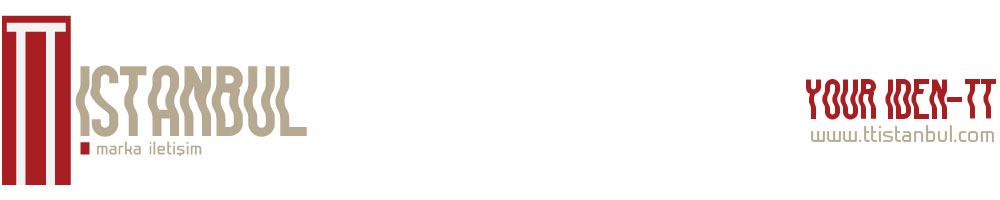 TT ISTANBUL
marka iletişim
YOUR IDEN-TT
www.ttistanbul.com